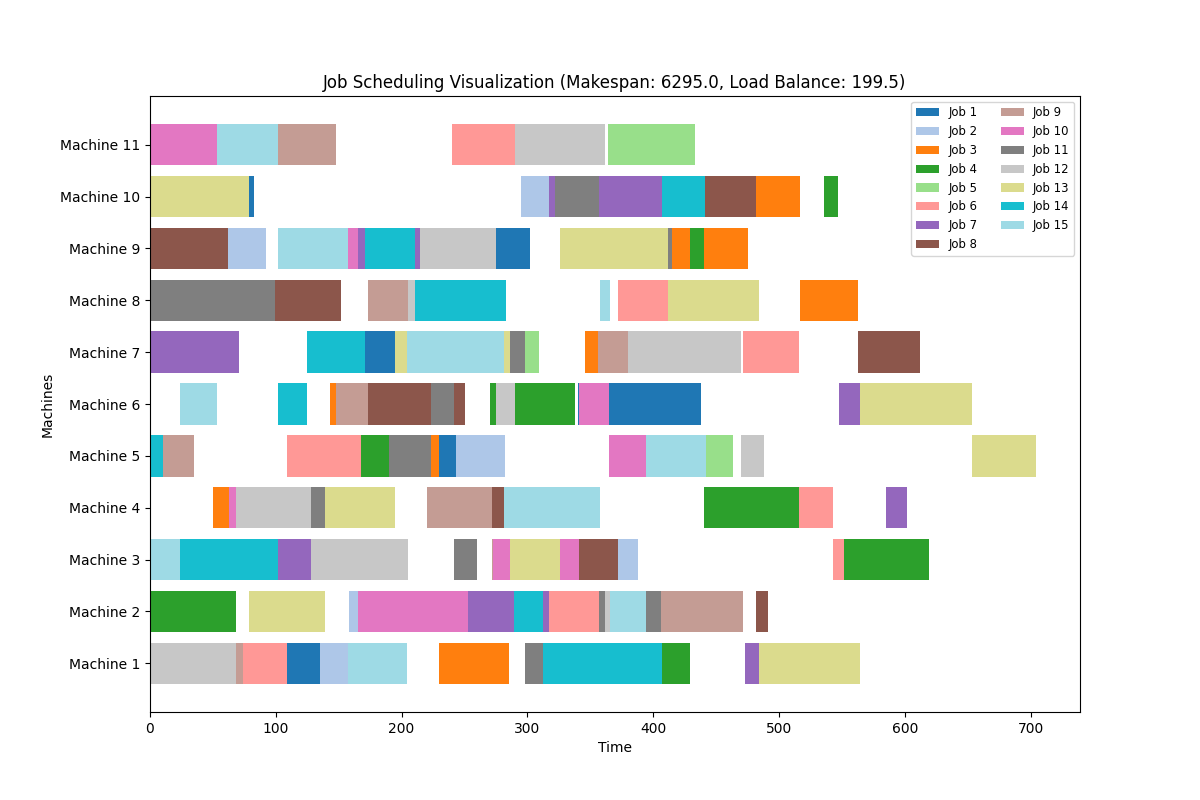 Job Scheduling Visualization (Makespan: 6295.0, Load Balance: 199.5)
Machine 11
Machine 10
Machine 9
Machine 8
Machine 7
Machine 6
Machine 5
Machine 4
Machine 3
Machine 2
Machine 1
Machines
0 100 200 300 400 500 600 700
Time
Job 1
Job 2
Job 3
Job 4
Job 5
Job 6
Job 7
Job 8
Job 9
Job 10
Job 11
Job 12
Job 13
Job 14
Job 15